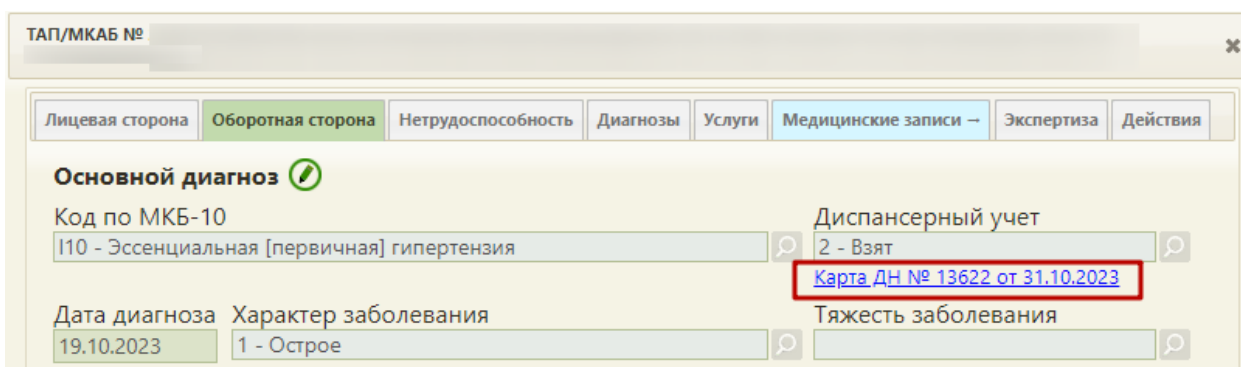 ТАП/МКАБ №
Лицевая сторона Оборотная сторона Нетрудоспособность Диагнозы Услуги Медицинские записи → Экспертиза Действия
Основной диагноз
Код по МКБ-10 Диспансерный учет
I10 - Эссенциальная [первичная] гипертензия 2 - Взят
Карта ДН № 13622 от 31.10.2023
Дата диагноза Характер заболевания Тяжесть заболевания
19.10.2023 1 - Острое